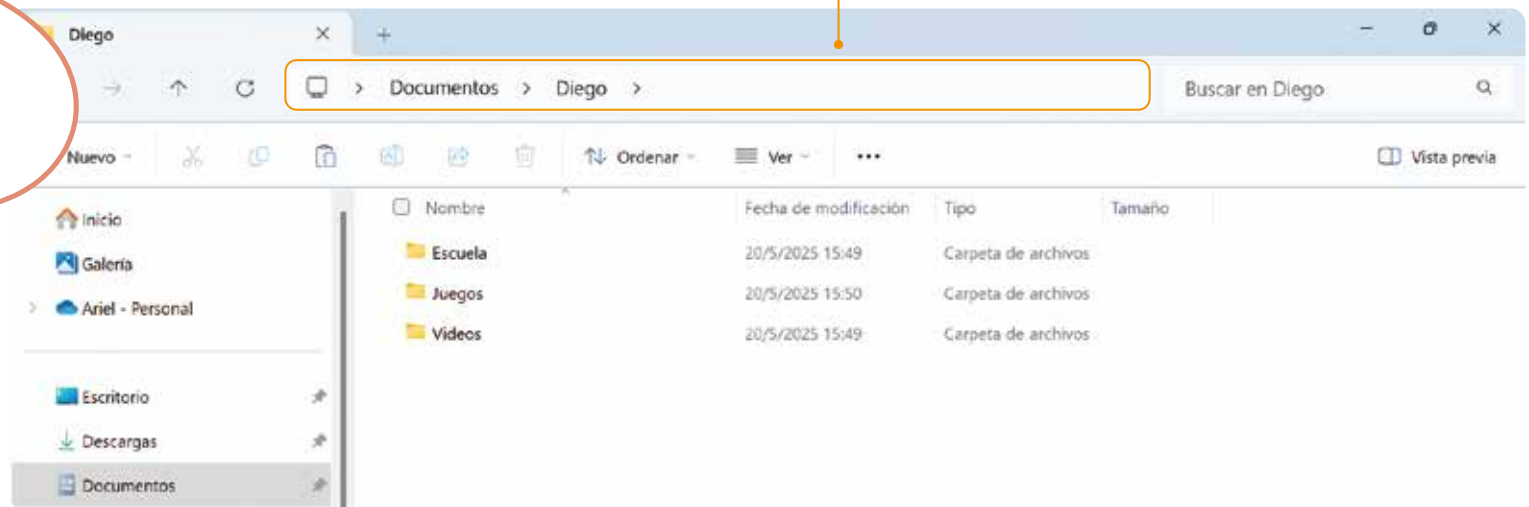 Diego
Documentos > Diego >
Buscar en Diego
Nuevo
Ordenar
Ver
Vista previa
Inicio
Galería
Ariel - Personal
Escritorio
Descargas
Documentos
Nombre Fecha de modificación Tipo Tamaño
Escuela 20/5/2025 15:49 Carpeta de archivos
Juegos 20/5/2025 15:50 Carpeta de archivos
Videos 20/5/2025 15:49 Carpeta de archivos